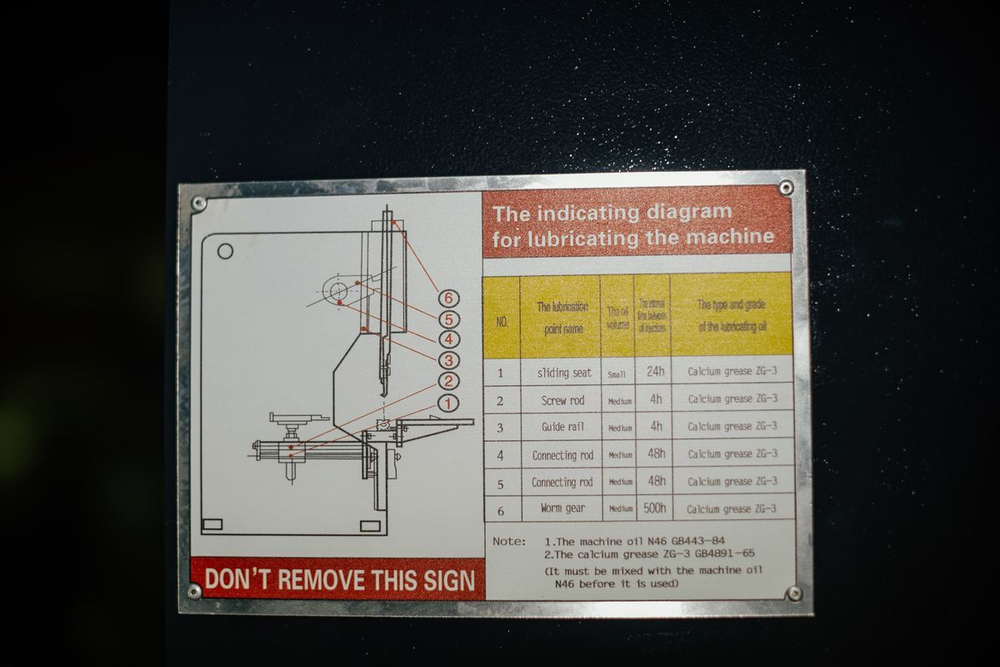 The indicating diagram
for lubricating the machine
6
5
4
3
2
1
NO. The lubrication point name The oil volume The interval time between of injections The type and grade of the lubricating oil
1 sliding seat Small 24h Calcium grease ZG-3
2 Screw rod Medium 4h Calcium grease ZG-3
3 Guide rail Medium 4h Calcium grease ZG-3
4 Connecting rod Medium 48h Calcium grease ZG-3
5 Connecting rod Medium 48h Calcium grease ZG-3
6 Worm gear Medium 500h Calcium grease ZG-3
Note: 1.The machine oil N46 GB443-84
2.The calcium grease ZG-3 GB4891-65
(It must be mixed with the machine oil
N46 before it is used)
DON'T REMOVE THIS SIGN